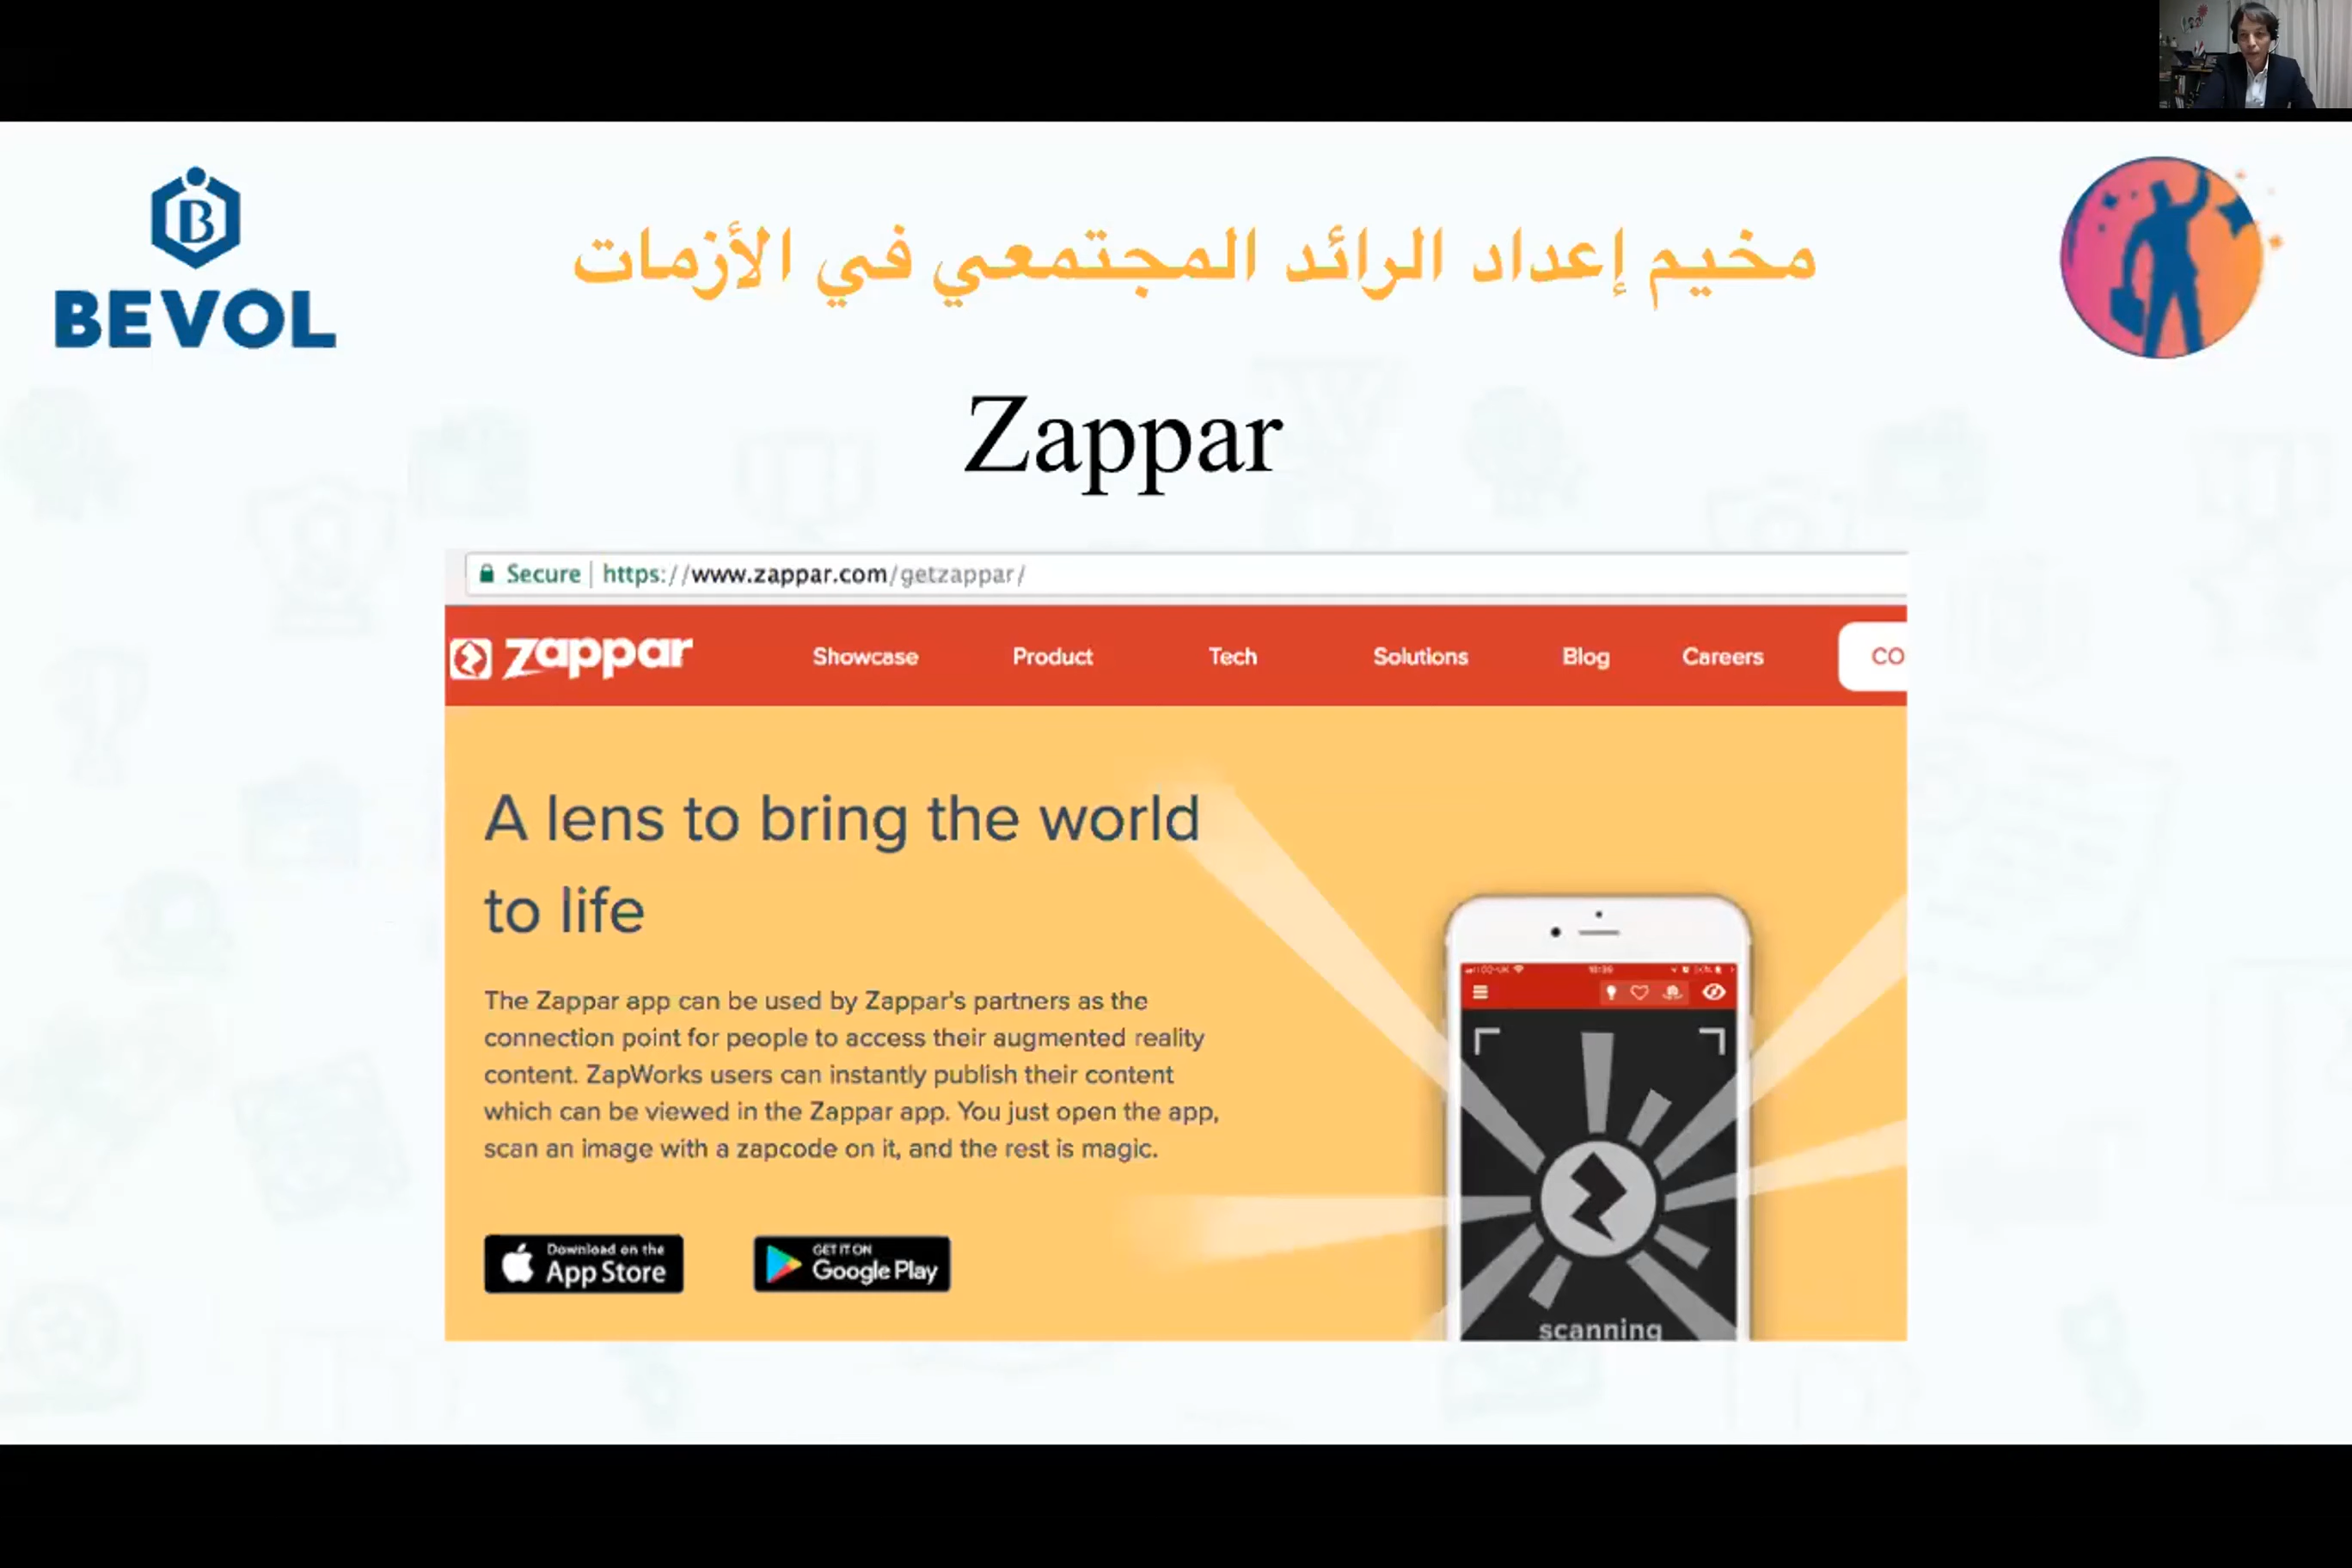 BEVOL
مخيم إعداد الرائد المجتمعي في الأزمات
Zappar
Secure | https://www.zappar.com/getzappar/
zappar
Showcase
Product
Tech
Solutions
Blog
Careers
CO
A lens to bring the world
to life
The Zappar app can be used by Zappar's partners as the
connection point for people to access their augmented reality
content. ZapWorks users can instantly publish their content
which can be viewed in the Zappar app. You just open the app,
scan an image with a zapcode on it, and the rest is magic.
Download on the
App Store
GET IT ON
Google Play
scanning